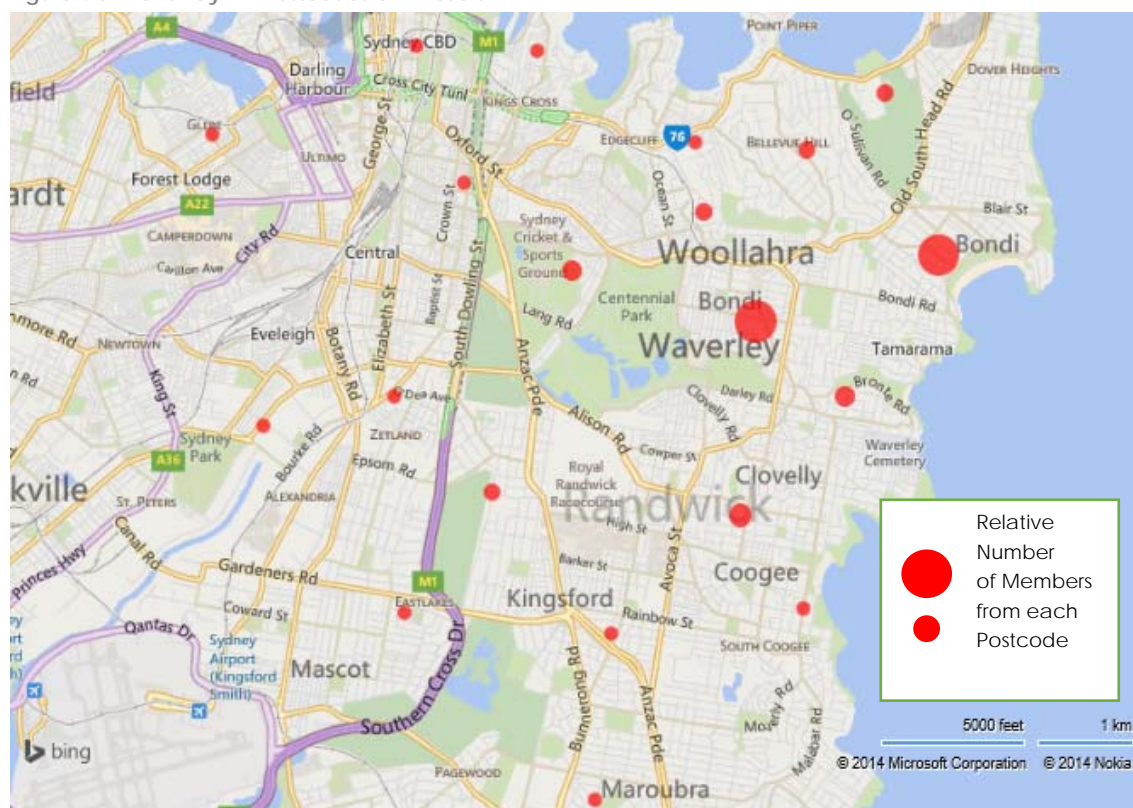 A4
Sydney CBD
M1
POINT PIPER
DOVER HEIGHTS
Darling
Harbour
field
Cross City Tunl
KINGS CROSS
GLEBE
ULTIMO
George St
Oxford St
EDGECLIFF
76
BELLEVUE HILL
O'Sullivan Rd
Old South Head Rd
Forest Lodge
ardt
A22
Crown St
Ocean St
Blair St
CAMPERDOWN
City Rd
Central
Sydney
Cricket &
Sports
Ground
Woollahra
Bondi
Carillon Ave
Baptist St
South Dowling St
Elizabeth St
Centennial
Park
Bondi
Bondi Rd
Lang Rd
Eveleigh
Botany Rd
Anzac Pde
Waverley
Tamarama
NEWTOWN
King St
Darley Rd
Clovelly Rd
Bronte Rd
Alison Rd
Sydney
Park
ZETLAND
Cowper St
Waverley
Cemetery
A36
Bourke Rd
Epsom Rd
Royal
Randwick
Racecourse
Clovelly
kville
ST. PETERS
ALEXANDRIA
Randwick
High St
Canal Rd
Princes Hwy
Gardeners Rd
Barker St
Avoca St
Coogee
M1
EASTLAKES
Kingsford
Rainbow St
Coward St
Qantas Dr
Sydney
Airport
(Kingsford
Smith)
SOUTH COOGEE
Mascot
Southern Cross Dr
Bunnerong Rd
Anzac Pde
Malabar Rd
PAGEWOOD
Maroubra
bing
Relative
Number
of Members
from each
Postcode
5000 feet 1 km
© 2014 Microsoft Corporation © 2014 Nokia